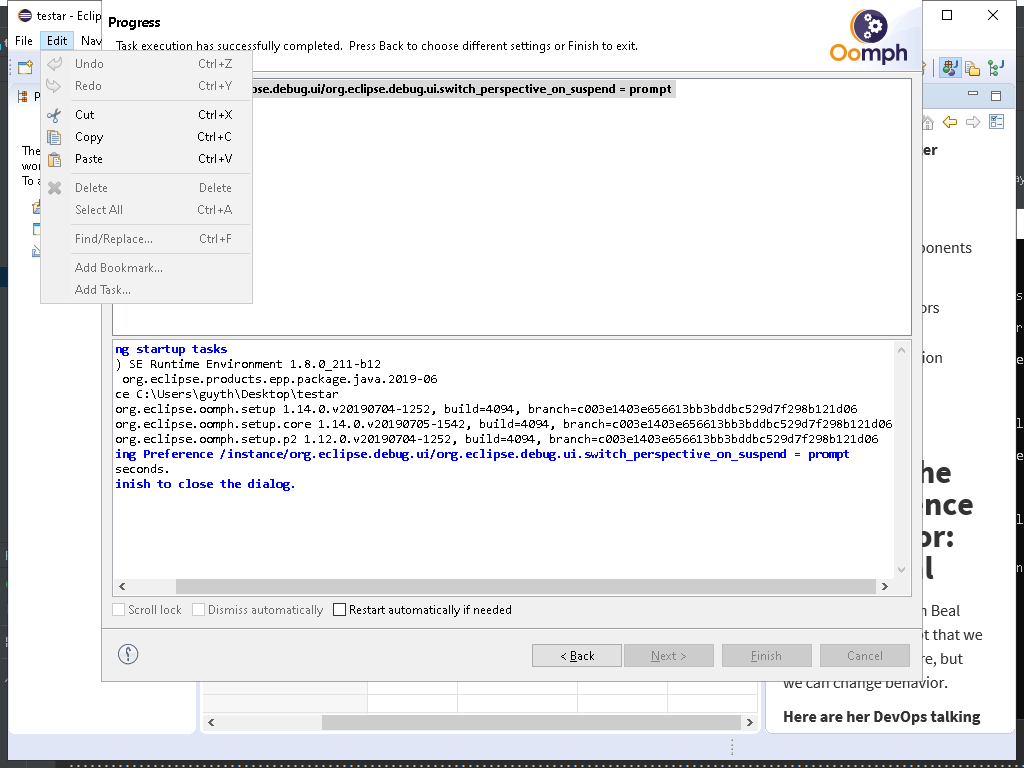 testar - Eclip
File Edit Nav
Undo Ctrl+Z
Redo Ctrl+Y
Cut Ctrl+X
Copy Ctrl+C
Paste Ctrl+V
Delete Delete
Select All Ctrl+A
Find/Replace... Ctrl+F
Add Bookmark...
Add Task...
P
The
wor
To a
Progress
Task execution has successfully completed. Press Back to choose different settings or Finish to exit.
Oomph
pse.debug.ui/org.eclipse.debug.ui.switch_perspective_on_suspend = prompt
ng startup tasks
) SE Runtime Environment 1.8.0_211-b12
org.eclipse.products.epp.package.java.2019-06
ce C:\Users\guyth\Desktop\testar
org.eclipse.oomph.setup 1.14.0.v20190704-1252, build=4094, branch=c003e1403e656613bb3bddbc529d7f298b121d06
org.eclipse.oomph.setup.core 1.14.0.v20190705-1542, build=4094, branch=c003e1403e656613bb3bddbc529d7f298b121d06
org.eclipse.oomph.setup.p2 1.12.0.v20190704-1252, build=4094, branch=c003e1403e656613bb3bddbc529d7f298b121d06
ing Preference /instance/org.eclipse.debug.ui/org.eclipse.debug.ui.switch_perspective_on_suspend = prompt
seconds.
inish to close the dialog.
Scroll lock Dismiss automatically Restart automatically if needed
< Back Next > Finish Cancel
er
ponents
ors
ion
he
ence
or:
l
n Beal
t that we
re, but
we can change behavior.
Here are her DevOps talking